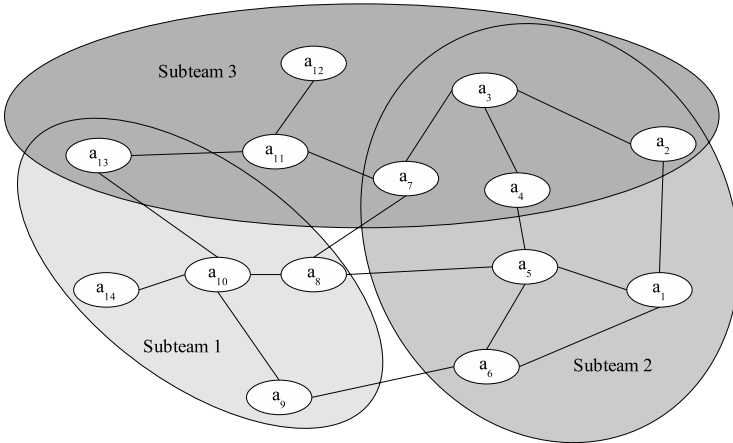 a12
Subteam 3
a3
a2
a13
a11
a7
a4
a5
a10
a8
a14
a1
Subteam 1
a6
Subteam 2
a9